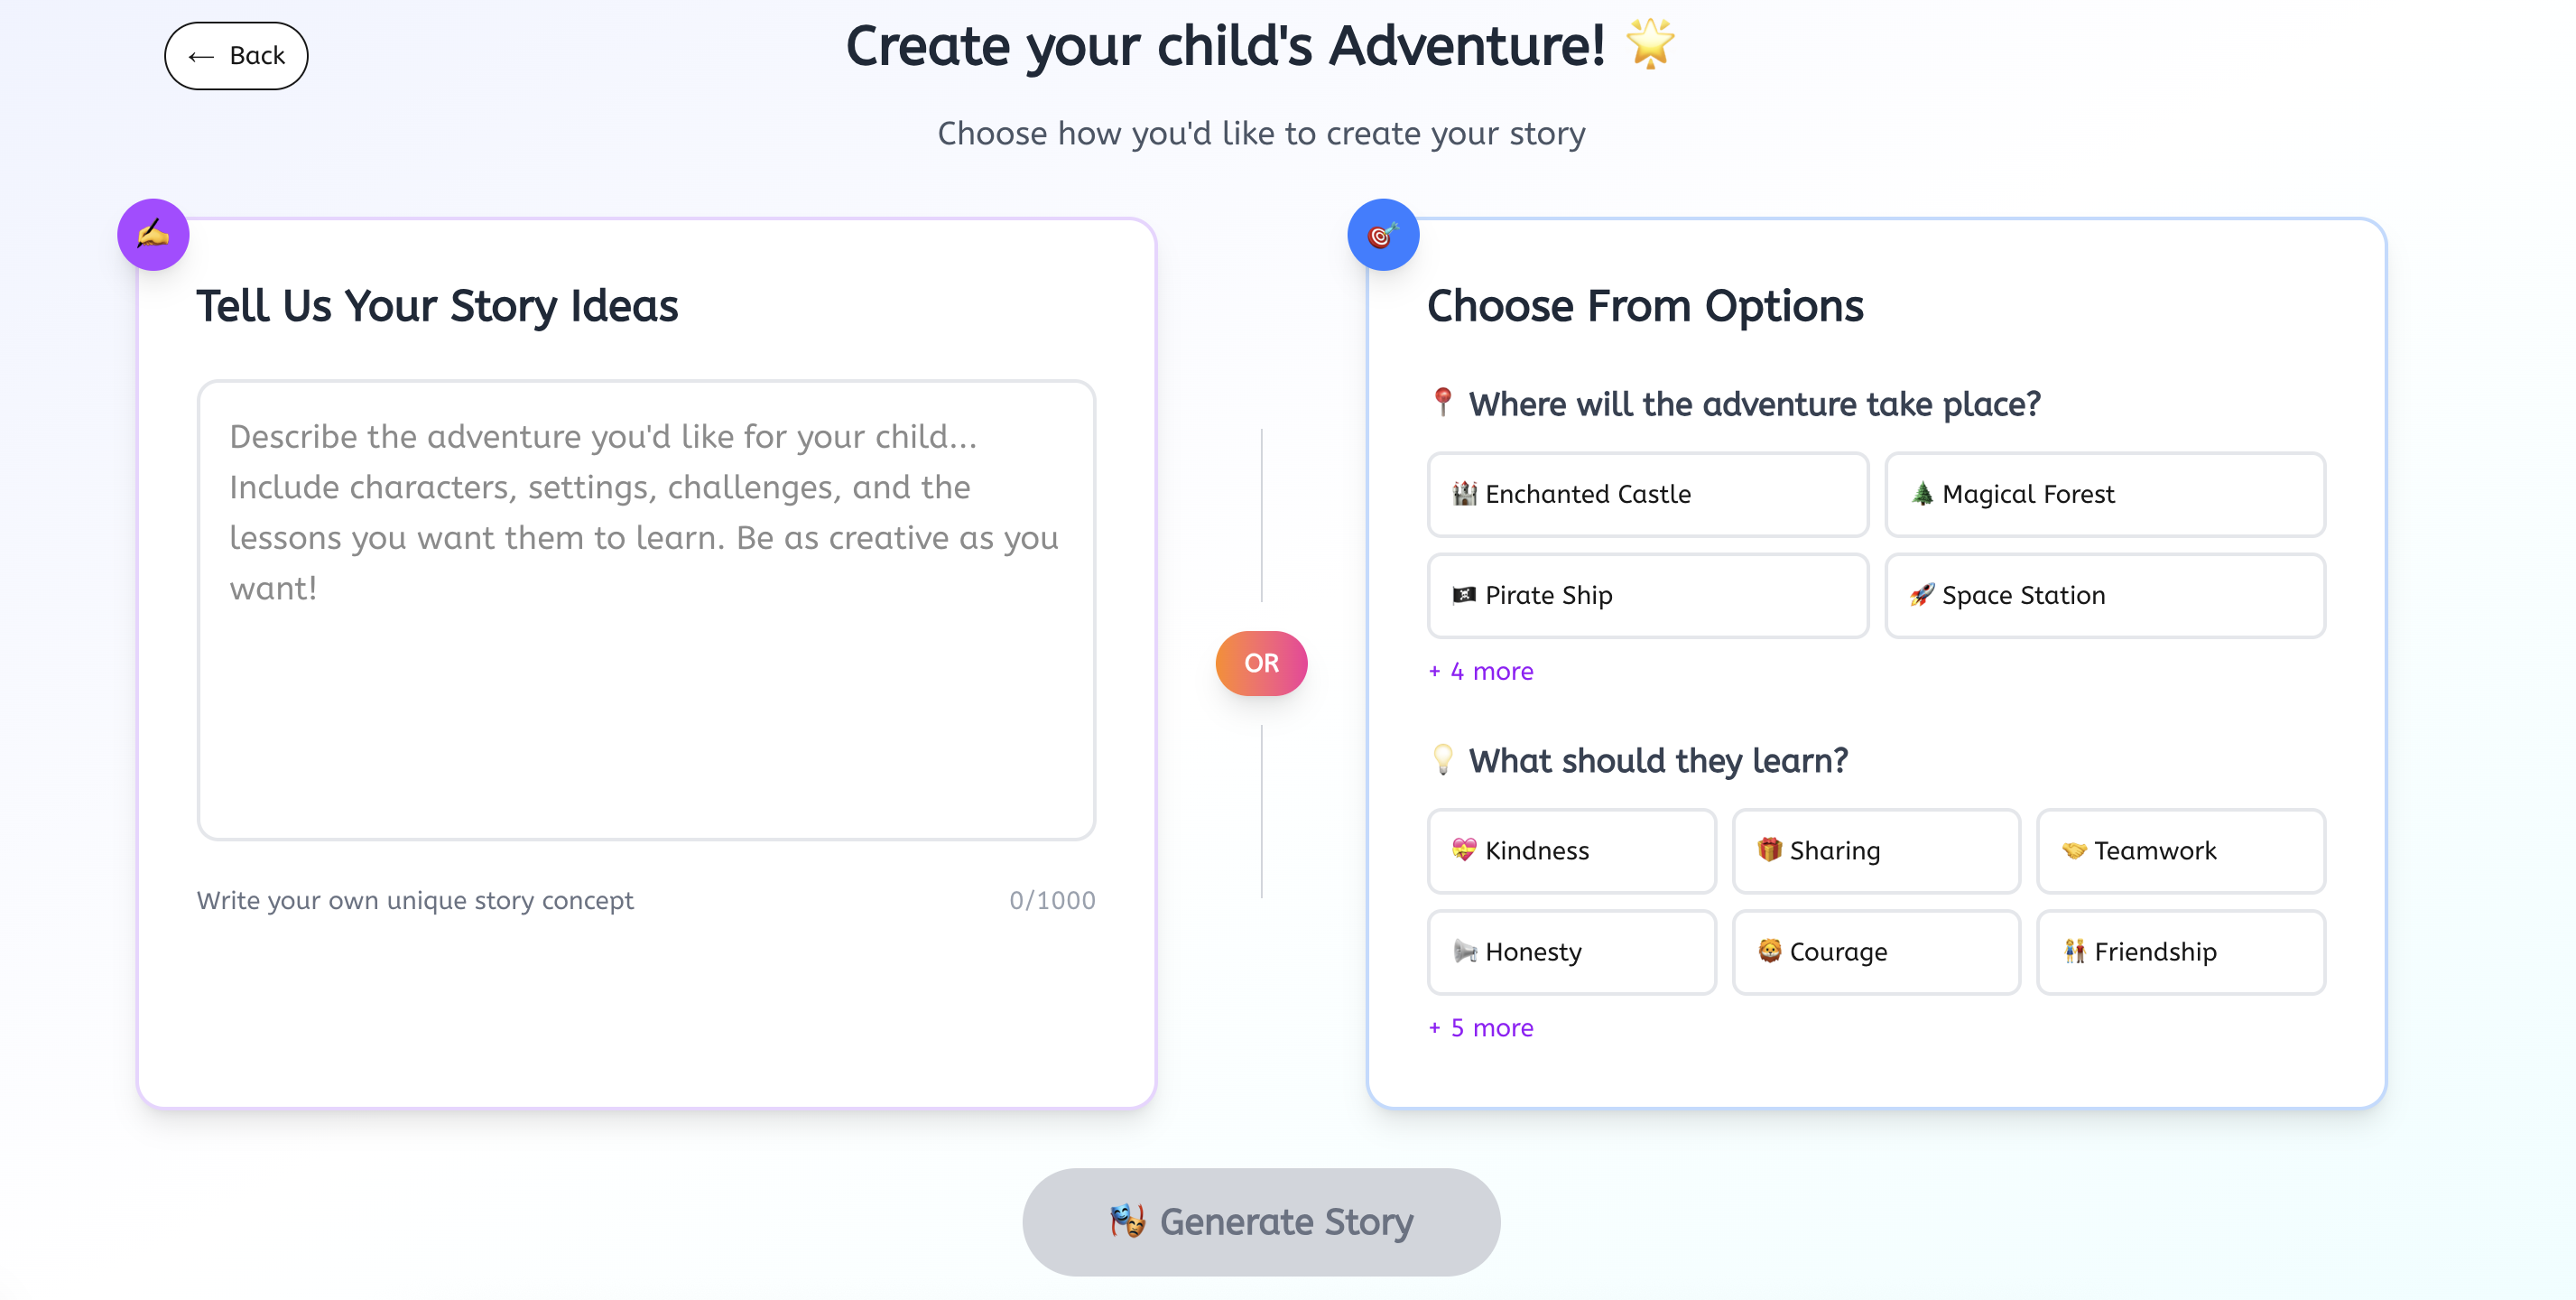 ← Back
Create your child's Adventure! 🌟
Choose how you'd like to create your story
Tell Us Your Story Ideas
Describe the adventure you'd like for your child...
Include characters, settings, challenges, and the
lessons you want them to learn. Be as creative as you
want!
Write your own unique story concept
0/1000
OR
Choose From Options
📍 Where will the adventure take place?
🏰 Enchanted Castle
🌲 Magical Forest
🏴‍☠️ Pirate Ship
🚀 Space Station
+ 4 more
💡 What should they learn?
💝 Kindness
🎁 Sharing
🤝 Teamwork
📢 Honesty
🦁 Courage
👫 Friendship
+ 5 more
🎭 Generate Story